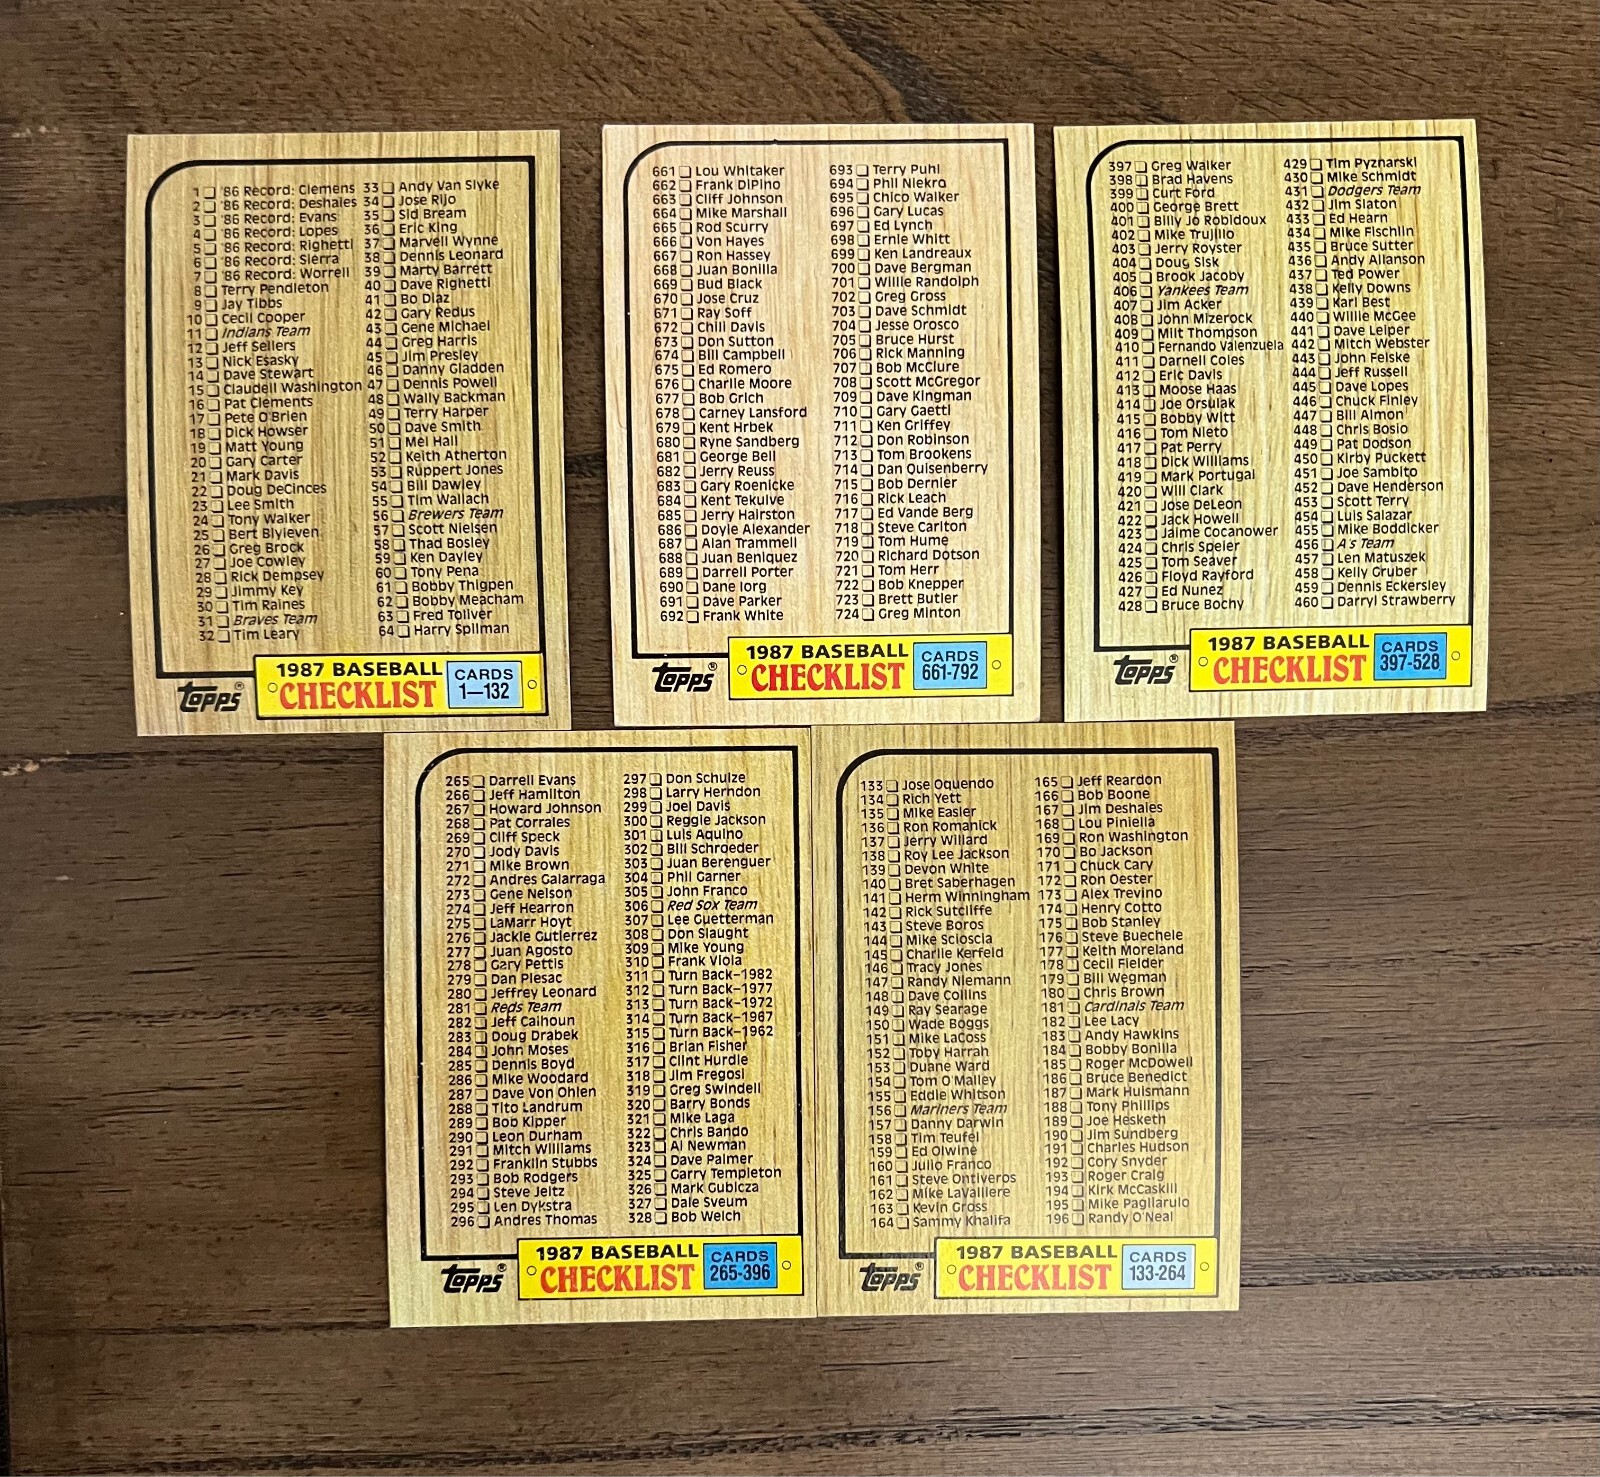 1 '86 Record: Clemens
2 '86 Record: Deshaies
3 '86 Record: Evans
4 '86 Record: Lopes
5 '86 Record: Righetti
6 '86 Record: Sierra
7 '86 Record: Worrell
8 Terry Pendleton
9 Jay Tibbs
10 Cecil Cooper
11 Indians Team
12 Jeff Sellers
13 Nick Esasky
14 Dave Stewart
15 Claudell Washington
16 Pat Clements
17 Pete O'Brien
18 Dick Howser
19 Matt Young
20 Gary Carter
21 Mark Davis
22 Doug DeCinces
23 Lee Smith
24 Tony Walker
25 Bert Blyleven
26 Greg Brock
27 Joe Cowley
28 Rick Dempsey
29 Jimmy Key
30 Tim Raines
31 Braves Team
32 Tim Leary
33 Andy Van Slyke
34 Jose Rijo
35 Sid Bream
36 Eric King
37 Marvell Wynne
38 Dennis Leonard
39 Marty Barrett
40 Dave Righetti
41 Bo Diaz
42 Gary Redus
43 Gene Michael
44 Greg Harris
45 Jim Presley
46 Danny Gladden
47 Dennis Powell
48 Wally Backman
49 Terry Harper
50 Dave Smith
51 Mel Hall
52 Keith Atherton
53 Ruppert Jones
54 Bill Dawley
55 Tim Wallach
56 Brewers Team
57 Scott Nielsen
58 Thad Bosley
59 Ken Dayley
60 Tony Pena
61 Bobby Thigpen
62 Bobby Meacham
63 Fred Toliver
64 Harry Spilman
Topps®
1987 BASEBALL
CHECKLIST
CARDS
1—132
661 Lou Whitaker
662 Frank DiPino
663 Cliff Johnson
664 Mike Marshall
665 Rod Scurry
666 Von Hayes
667 Ron Hassey
668 Juan Bonilla
669 Bud Black
670 Jose Cruz
671 Ray Soff
672 Chili Davis
673 Don Sutton
674 Bill Campbell
675 Ed Romero
676 Charlie Moore
677 Bob Grich
678 Carney Lansford
679 Kent Hrbek
680 Ryne Sandberg
681 George Bell
682 Jerry Reuss
683 Gary Roenicke
684 Kent Tekulve
685 Jerry Hairston
686 Doyle Alexander
687 Alan Trammell
688 Juan Beniquez
689 Darrell Porter
690 Dane Iorg
691 Dave Parker
692 Frank White
693 Terry Puhl
694 Phil Niekro
695 Chico Walker
696 Gary Lucas
697 Ed Lynch
698 Ernie Whitt
699 Ken Landreaux
700 Dave Bergman
701 Willie Randolph
702 Greg Gross
703 Dave Schmidt
704 Jesse Orosco
705 Bruce Hurst
706 Rick Manning
707 Bob McClure
708 Scott McGregor
709 Dave Kingman
710 Gary Gaetti
711 Ken Griffey
712 Don Robinson
713 Tom Brookens
714 Dan Quisenberry
715 Bob Dernier
716 Rick Leach
717 Ed Vande Berg
718 Steve Carlton
719 Tom Hume
720 Richard Dotson
721 Tom Herr
722 Bob Knepper
723 Brett Butler
724 Greg Minton
Topps®
1987 BASEBALL
CHECKLIST
CARDS
661-792
397 Greg Walker
398 Brad Havens
399 Curt Ford
400 George Brett
401 Billy Jo Robidoux
402 Mike Trujillo
403 Jerry Royster
404 Doug Sisk
405 Brook Jacoby
406 Yankees Team
407 Jim Acker
408 John Mizerock
409 Milt Thompson
410 Fernando Valenzuela
411 Darnell Coles
412 Eric Davis
413 Moose Haas
414 Joe Orsulak
415 Bobby Witt
416 Tom Nieto
417 Pat Perry
418 Dick Williams
419 Mark Portugal
420 Will Clark
421 Jose DeLeon
422 Jack Howell
423 Jaime Cocanower
424 Chris Speier
425 Tom Seaver
426 Floyd Rayford
427 Ed Nunez
428 Bruce Bochy
429 Tim Pyznarski
430 Mike Schmidt
431 Dodgers Team
432 Jim Slaton
433 Ed Hearn
434 Mike Fischlin
435 Bruce Sutter
436 Andy Allanson
437 Ted Power
438 Kelly Downs
439 Karl Best
440 Willie McGee
441 Dave Leiper
442 Mitch Webster
443 John Felske
444 Jeff Russell
445 Dave Lopes
446 Chuck Finley
447 Bill Almon
448 Chris Bosio
449 Pat Dodson
450 Kirby Puckett
451 Joe Sambito
452 Dave Henderson
453 Scott Terry
454 Luis Salazar
455 Mike Boddicker
456 A's Team
457 Len Matuszek
458 Kelly Gruber
459 Dennis Eckersley
460 Darryl Strawberry
Topps®
1987 BASEBALL
CHECKLIST
CARDS
397-528
265 Darrell Evans
266 Jeff Hamilton
267 Howard Johnson
268 Pat Corrales
269 Cliff Speck
270 Jody Davis
271 Mike Brown
272 Andres Galarraga
273 Gene Nelson
274 Jeff Hearron
275 LaMarr Hoyt
276 Jackie Gutierrez
277 Juan Agosto
278 Gary Pettis
279 Dan Plesac
280 Jeffrey Leonard
281 Reds Team
282 Jeff Calhoun
283 Doug Drabek
284 John Moses
285 Dennis Boyd
286 Mike Woodard
287 Dave Von Ohlen
288 Tito Landrum
289 Bob Kipper
290 Leon Durham
291 Mitch Williams
292 Franklin Stubbs
293 Bob Rodgers
294 Steve Jeltz
295 Len Dykstra
296 Andres Thomas
297 Don Schulze
298 Larry Herndon
299 Joel Davis
300 Reggie Jackson
301 Luis Aquino
302 Bill Schroeder
303 Juan Berenguer
304 Phil Garner
305 John Franco
306 Red Sox Team
307 Lee Guetterman
308 Don Slaught
309 Mike Young
310 Frank Viola
311 Turn Back–1982
312 Turn Back–1977
313 Turn Back–1972
314 Turn Back–1967
315 Turn Back–1962
316 Brian Fisher
317 Clint Hurdle
318 Jim Fregosi
319 Greg Swindell
320 Barry Bonds
321 Mike Laga
322 Chris Bando
323 Al Newman
324 Dave Palmer
325 Garry Templeton
326 Mark Gubicza
327 Dale Sveum
328 Bob Welch
Topps®
1987 BASEBALL
CHECKLIST
CARDS
265-396
133 Jose Oquendo
134 Rich Yett
135 Mike Easler
136 Ron Romanick
137 Jerry Willard
138 Roy Lee Jackson
139 Devon White
140 Bret Saberhagen
141 Herm Winningham
142 Rick Sutcliffe
143 Steve Boros
144 Mike Scioscia
145 Charlie Kerfeld
146 Tracy Jones
147 Randy Niemann
148 Dave Collins
149 Ray Searage
150 Wade Boggs
151 Mike LaCoss
152 Toby Harrah
153 Duane Ward
154 Tom O'Malley
155 Eddie Whitson
156 Mariners Team
157 Danny Darwin
158 Tim Teufel
159 Ed Olwine
160 Julio Franco
161 Steve Ontiveros
162 Mike LaValliere
163 Kevin Gross
164 Sammy Khalifa
165 Jeff Reardon
166 Bob Boone
167 Jim Deshaies
168 Lou Piniella
169 Ron Washington
170 Bo Jackson
171 Chuck Cary
172 Ron Oester
173 Alex Trevino
174 Henry Cotto
175 Bob Stanley
176 Steve Buechele
177 Keith Moreland
178 Cecil Fielder
179 Bill Wegman
180 Chris Brown
181 Cardinals Team
182 Lee Lacy
183 Andy Hawkins
184 Bobby Bonilla
185 Roger McDowell
186 Bruce Benedict
187 Mark Huismann
188 Tony Phillips
189 Joe Hesketh
190 Jim Sundberg
191 Charles Hudson
192 Cory Snyder
193 Roger Craig
194 Kirk McCaskill
195 Mike Pagliarulo
196 Randy O'Neal
Topps®
1987 BASEBALL
CHECKLIST
CARDS
133-264